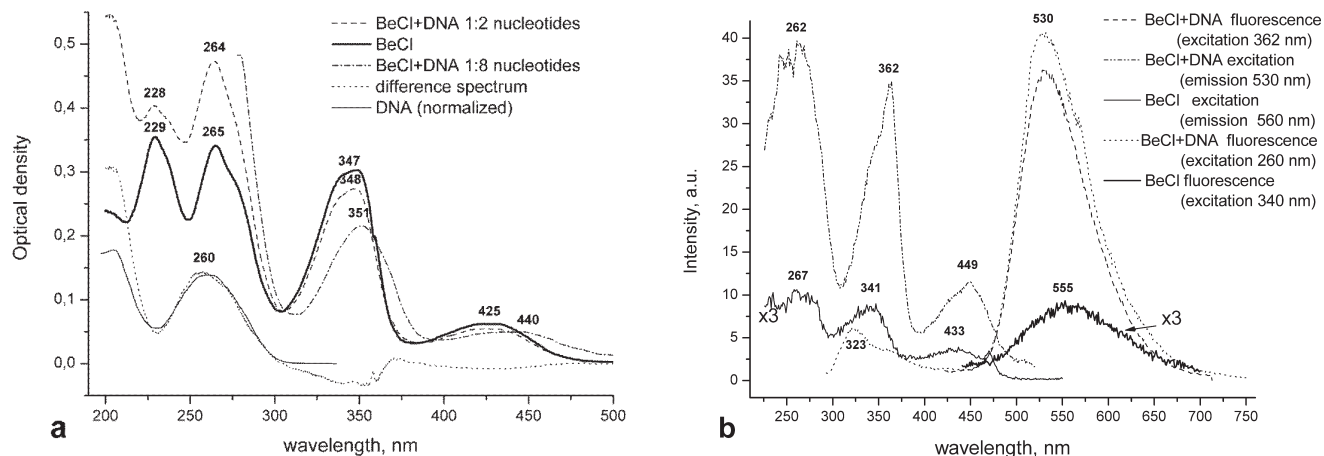 BeCl+DNA 1:2 nucleotides
BeCl
BeCl+DNA 1:8 nucleotides
difference spectrum
DNA (normalized)
Optical density
0,5
0,4
0,3
0,2
0,1
0,0
264
228
229
265
347
348
351
260
425
440
200
250
300
350
400
450
500
wavelength, nm
a
BeCl+DNA fluorescence
(excitation 362 nm)
BeCl+DNA excitation
(emission 530 nm)
BeCl excitation
(emission 560 nm)
BeCl+DNA fluorescence
(excitation 260 nm)
BeCl fluorescence
(excitation 340 nm)
Intensity, a.u.
40
35
30
25
20
15
10
5
0
262
362
530
267
341
449
555
x3
x3
323
433
250
300
350
400
450
500
550
600
650
700
750
wavelength, nm
b